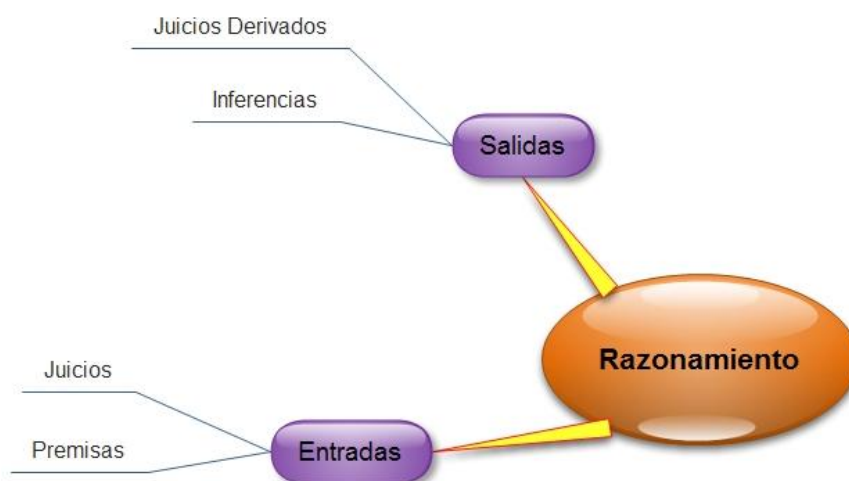 Juicios Derivados
Inferencias
Salidas
Razonamiento
Juicios
Premisas
Entradas